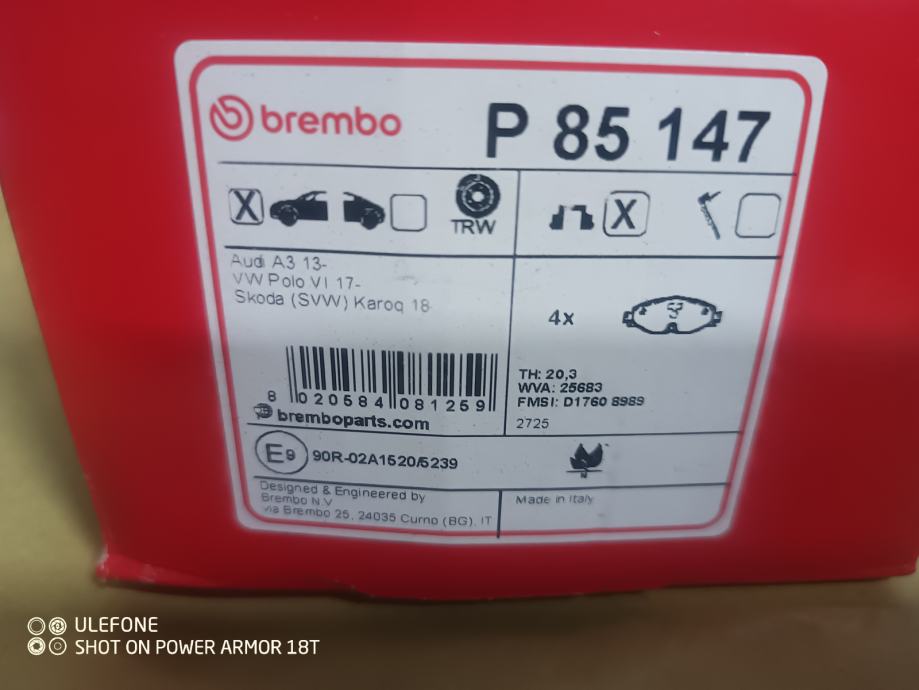 brembo
P 85 147
X
TRW
X
Audi A3 13-
VW Polo VI 17-
Skoda (SVW) Karoq 18-
4x
TH: 20,3
WVA: 25683
FMSI: D1760 8989
2725
8 020584 081259
bremboparts.com
E9 90R-02A1520/5239
Designed & Engineered by
Brembo N.V.
via Brembo 25, 24035 Curno (BG), IT
Made in Italy
ULEFONE
SHOT ON POWER ARMOR 18T